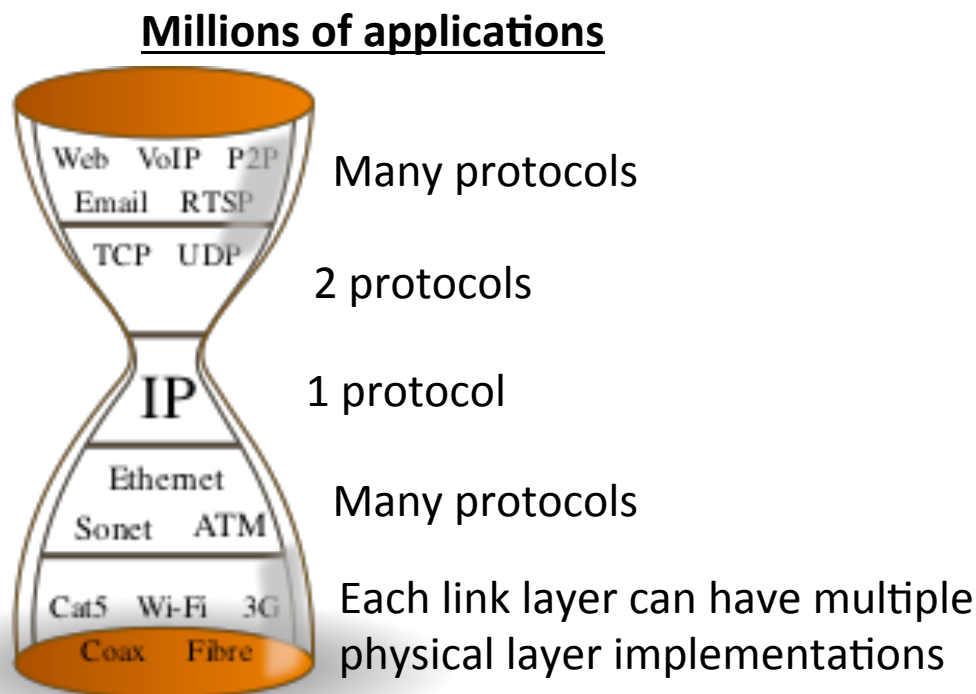 Millions of applications
Web VoIP P2P
Many protocols
Email RTSP
TCP UDP
2 protocols
IP
1 protocol
Ethernet
Many protocols
Sonet ATM
Cat5 Wi-Fi 3G
Each link layer can have multiple
Coax Fibre
physical layer implementations